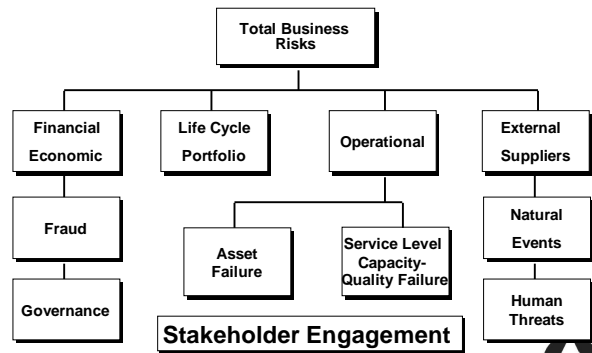 Total Business
Risks
Financial
Economic
Life Cycle
Portfolio
Operational
External
Suppliers
Fraud
Asset
Failure
Service Level
Capacity-
Quality Failure
Natural
Events
Governance
Human
Threats
Stakeholder Engagement